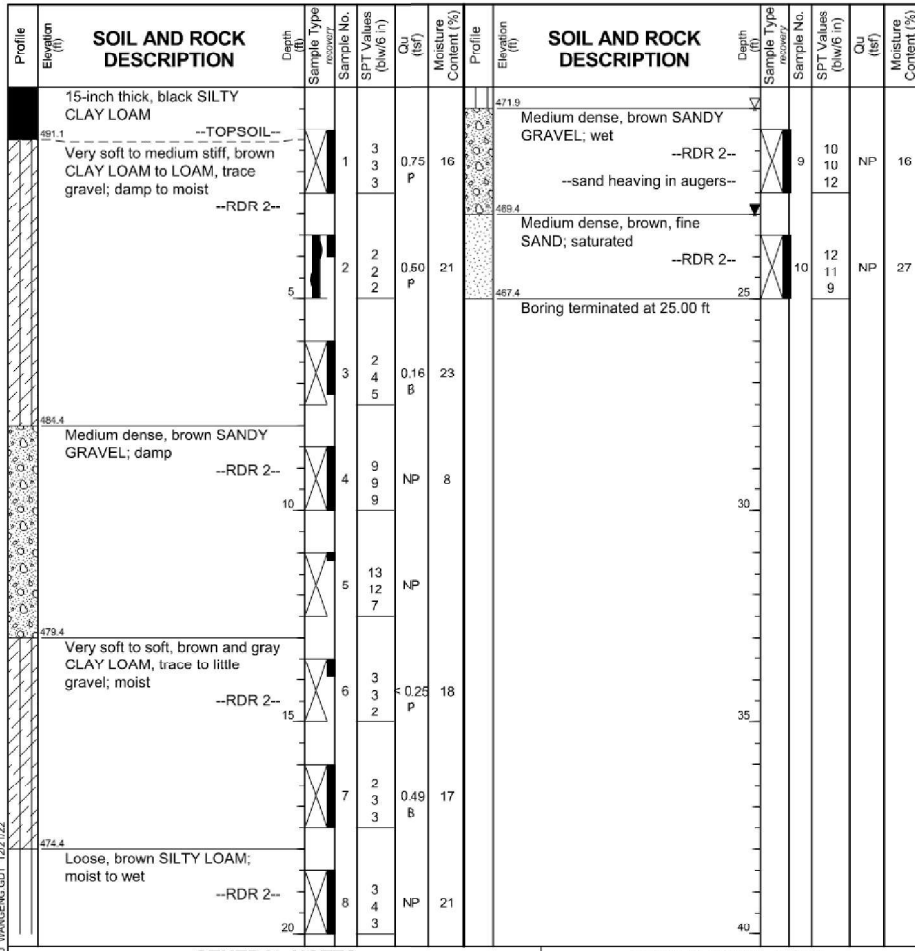 Profile
Elevation
(ft)
SOIL AND ROCK
DESCRIPTION
Depth
(ft)
Sample Type
recovery
Sample No.
SPT Values
(blw/6 in)
Qu
(tsf)
Moisture
Content (%)
15-inch thick, black SILTY
CLAY LOAM
--TOPSOIL--
491.1
Very soft to medium stiff, brown
CLAY LOAM to LOAM, trace
gravel; damp to moist
--RDR 2--
1
3
3
3
0.75
P
16
2
2
2
2
0.50
P
21
5
3
2
4
5
0.16
B
23
484.4
Medium dense, brown SANDY
GRAVEL; damp
--RDR 2--
4
9
9
9
NP
8
10
5
13
12
7
NP
479.4
Very soft to soft, brown and gray
CLAY LOAM, trace to little
gravel; moist
--RDR 2--
6
3
3
2
< 0.25
P
18
15
7
2
3
3
0.49
B
17
474.4
Loose, brown SILTY LOAM;
moist to wet
--RDR 2--
8
3
4
3
NP
21
20
Profile
Elevation
(ft)
SOIL AND ROCK
DESCRIPTION
Depth
(ft)
Sample Type
recovery
Sample No.
SPT Values
(blw/6 in)
Qu
(tsf)
Moisture
Content (%)
471.9
Medium dense, brown SANDY
GRAVEL; wet
--RDR 2--
--sand heaving in augers--
9
10
10
12
NP
16
469.4
Medium dense, brown, fine
SAND; saturated
--RDR 2--
10
12
11
9
NP
27
25
467.4
Boring terminated at 25.00 ft
30
35
40